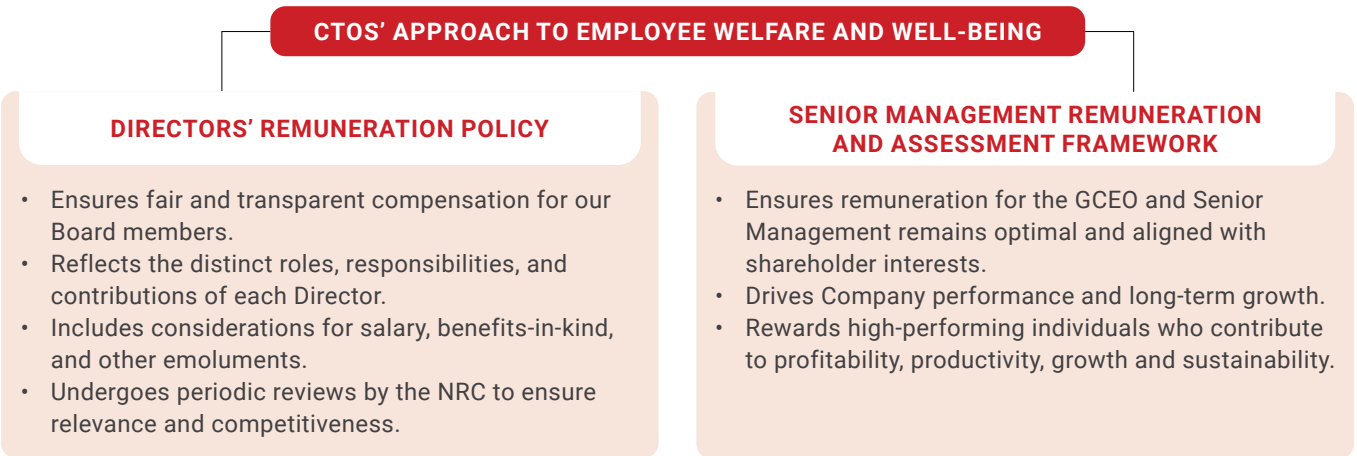 CTOS’ APPROACH TO EMPLOYEE WELFARE AND WELL-BEING
DIRECTORS’ REMUNERATION POLICY
• Ensures fair and transparent compensation for our
Board members.
• Reflects the distinct roles, responsibilities, and
contributions of each Director.
• Includes considerations for salary, benefits-in-kind,
and other emoluments.
• Undergoes periodic reviews by the NRC to ensure
relevance and competitiveness.
SENIOR MANAGEMENT REMUNERATION
AND ASSESSMENT FRAMEWORK
• Ensures remuneration for the GCEO and Senior
Management remains optimal and aligned with
shareholder interests.
• Drives Company performance and long-term growth.
• Rewards high-performing individuals who contribute
to profitability, productivity, growth and sustainability.